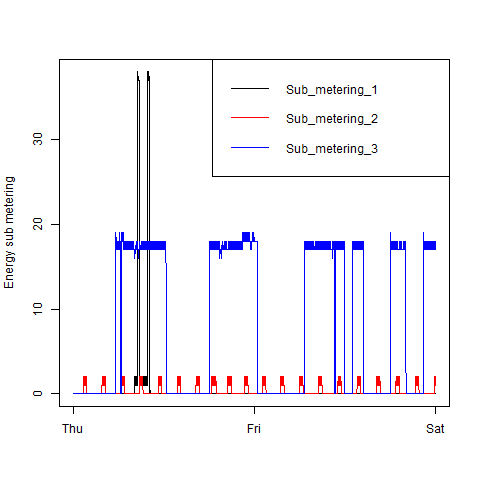 Sub_metering_1
Sub_metering_2
Sub_metering_3
Energy sub metering
30
20
10
0
Thu
Fri
Sat